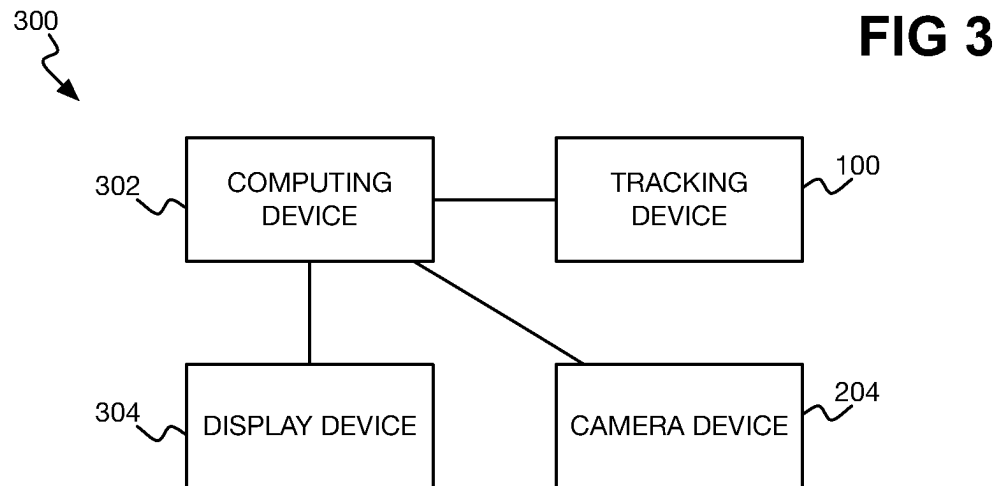 300
FIG 3
302
COMPUTING
DEVICE
TRACKING
DEVICE
100
304
DISPLAY DEVICE
CAMERA DEVICE
204